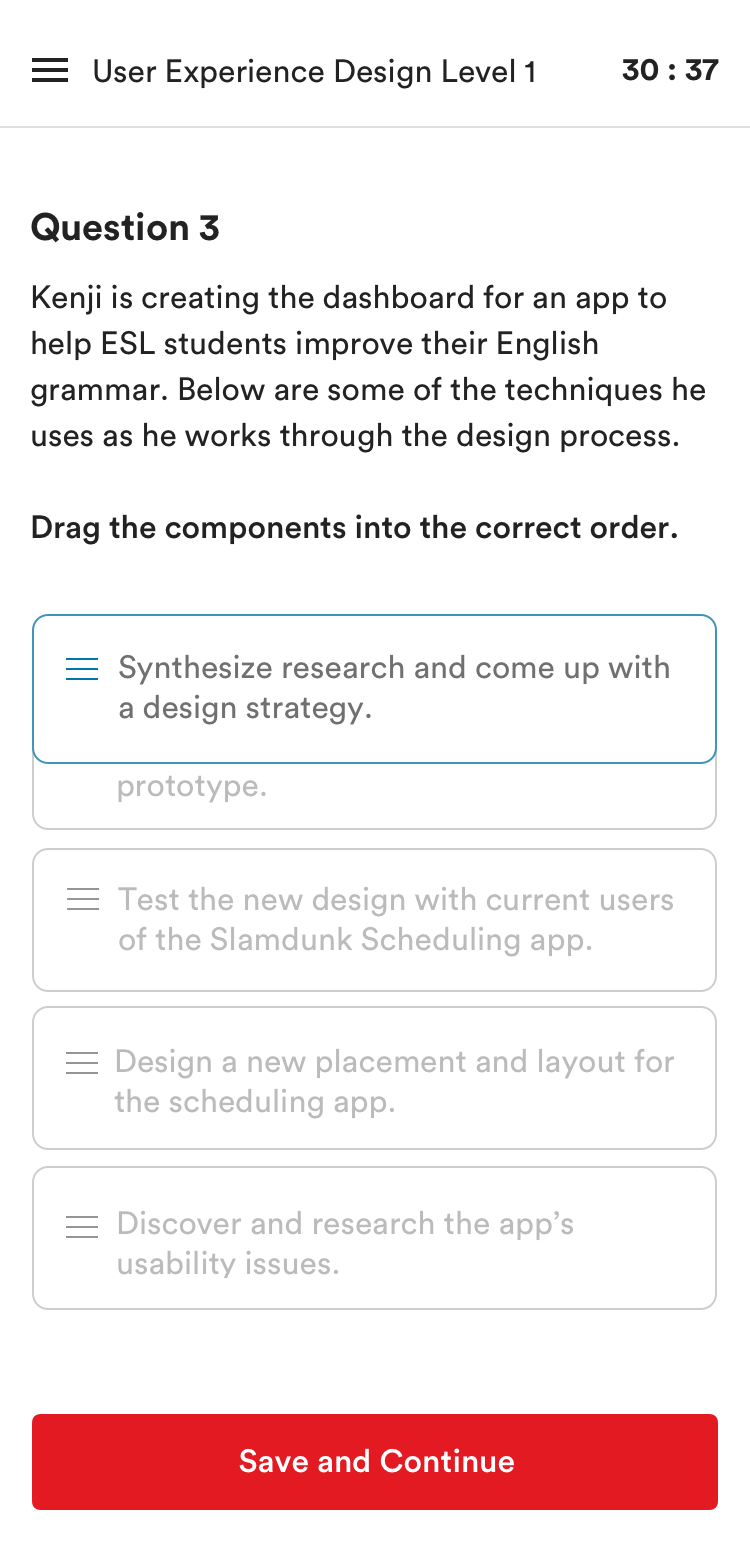 User Experience Design Level 1
30 : 37
Question 3
Kenji is creating the dashboard for an app to
help ESL students improve their English
grammar. Below are some of the techniques he
uses as he works through the design process.
Drag the components into the correct order.
Synthesize research and come up with
a design strategy.
prototype.
Test the new design with current users
of the Slamdunk Scheduling app.
Design a new placement and layout for
the scheduling app.
Discover and research the app’s
usability issues.
Save and Continue